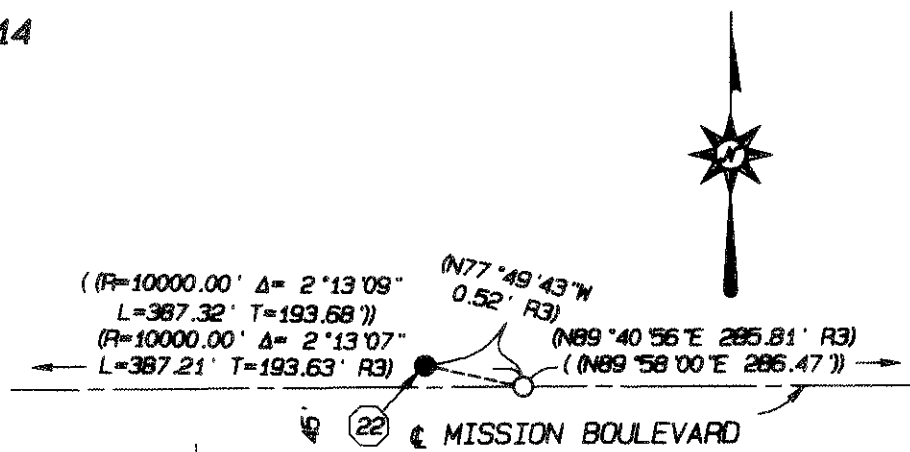 14
N
((R=10000.00' Δ= 2°13'09"
L=387.32' T=193.68'))
(R=10000.00' Δ= 2°13'07"
L=387.21' T=193.63' R3)
(N77°49'43"W
0.52' R3)
(N89°40'56"E 285.81' R3)
((N89°58'00"E 286.47'))
22
℄ MISSION BOULEVARD